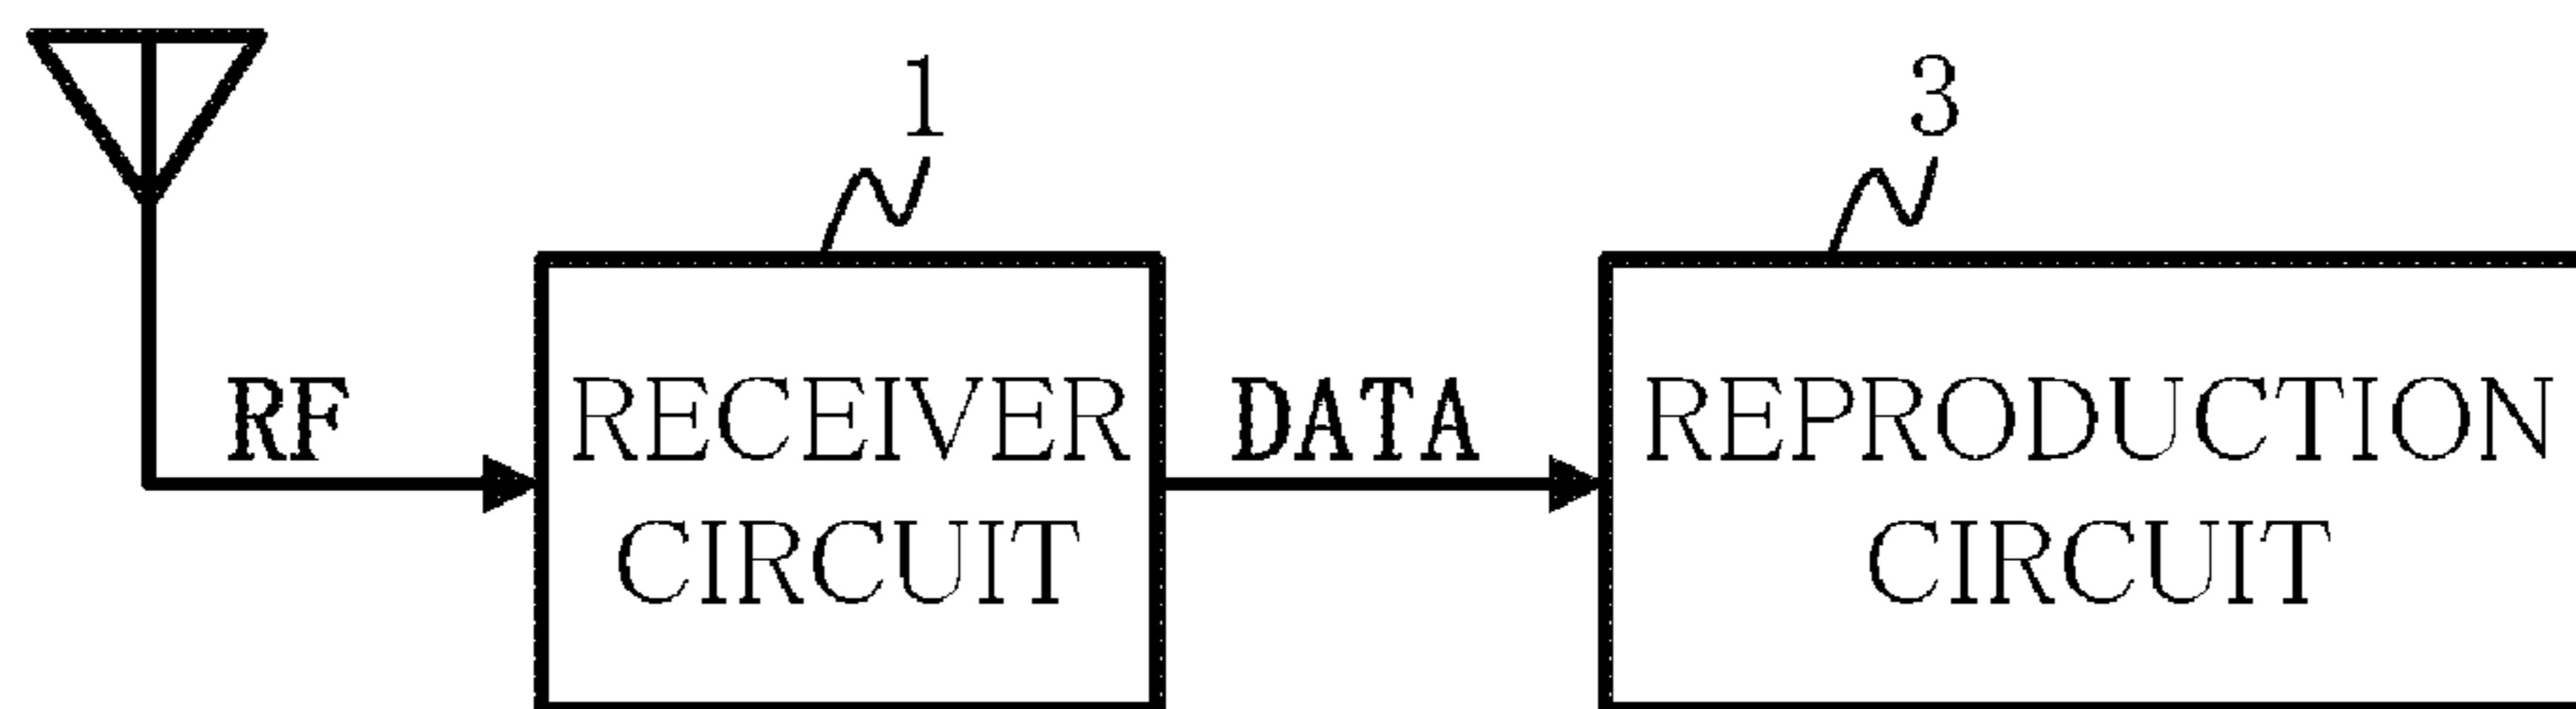 1
3
RF
RECEIVER
CIRCUIT
DATA
REPRODUCTION
CIRCUIT